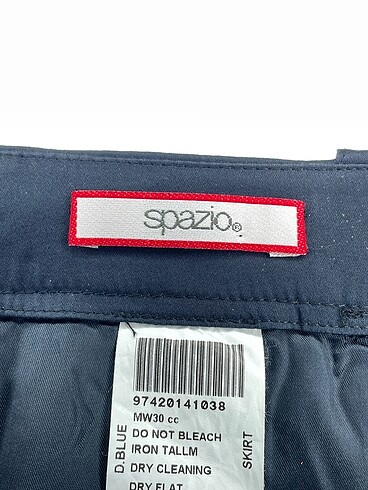 spazio®
97420141038
MW30 cc
DO NOT BLEACH
IRON TALLM
DRY CLEANING
DRY FLAT
D.BLUE
SKIRT